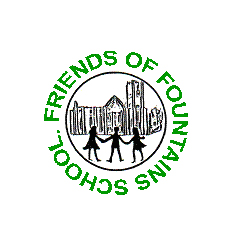 FRIENDS OF FOUNTAINS SCHOOL.